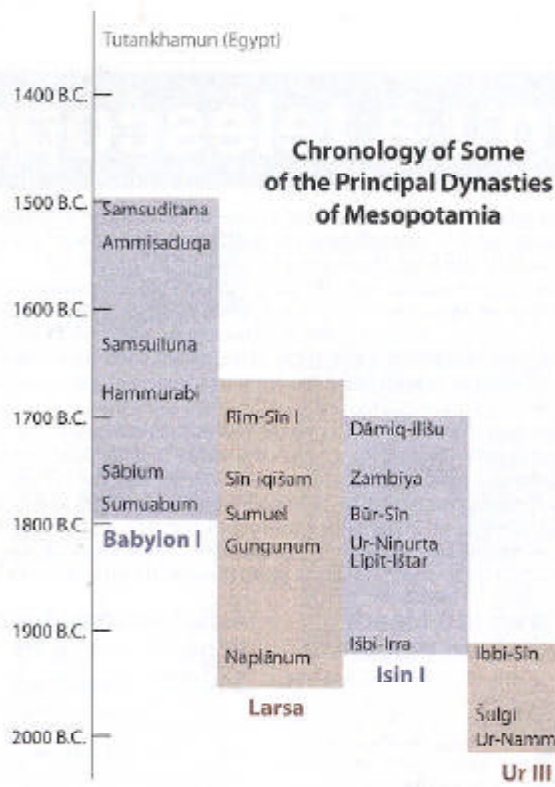 Tutankhamun (Egypt)
1400 B.C.
Chronology of Some
of the Principal Dynasties
of Mesopotamia
1500 B.C.
Samsuditana
Ammisaduqa
1600 B.C.
Samsuiluna
Hammurabi
1700 B.C.
Rīm-Sîn I
Dāmiq-ilišu
Sābium
Sîn-iqīšam
Zambiya
Sumuabum
Sumuel
Būr-Sîn
1800 B.C.
Babylon I
Gungunum
Ur-Ninurta
Lipit-Ištar
1900 B.C.
Naplānum
Išbi-Irra
Ibbi-Sîn
Isin I
Larsa
Šulgi
2000 B.C.
Ur-Namm
Ur III